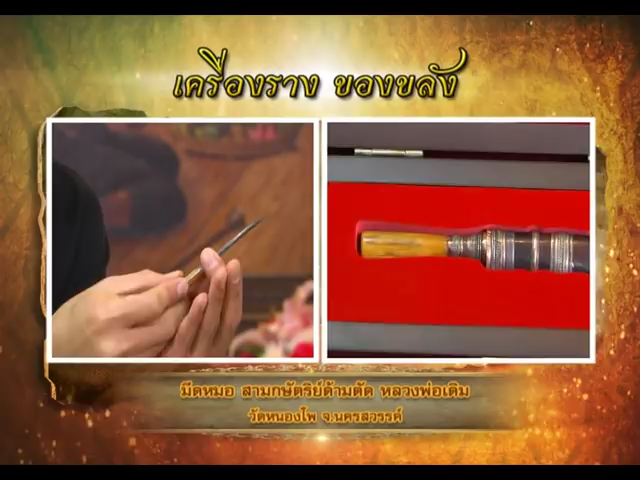 เครื่องราง ของขลัง
มีดหมอ สามกษัตริย์ด้ามตัด หลวงพ่อเดิม
วัดหนองโพ จ.นครสวรรค์